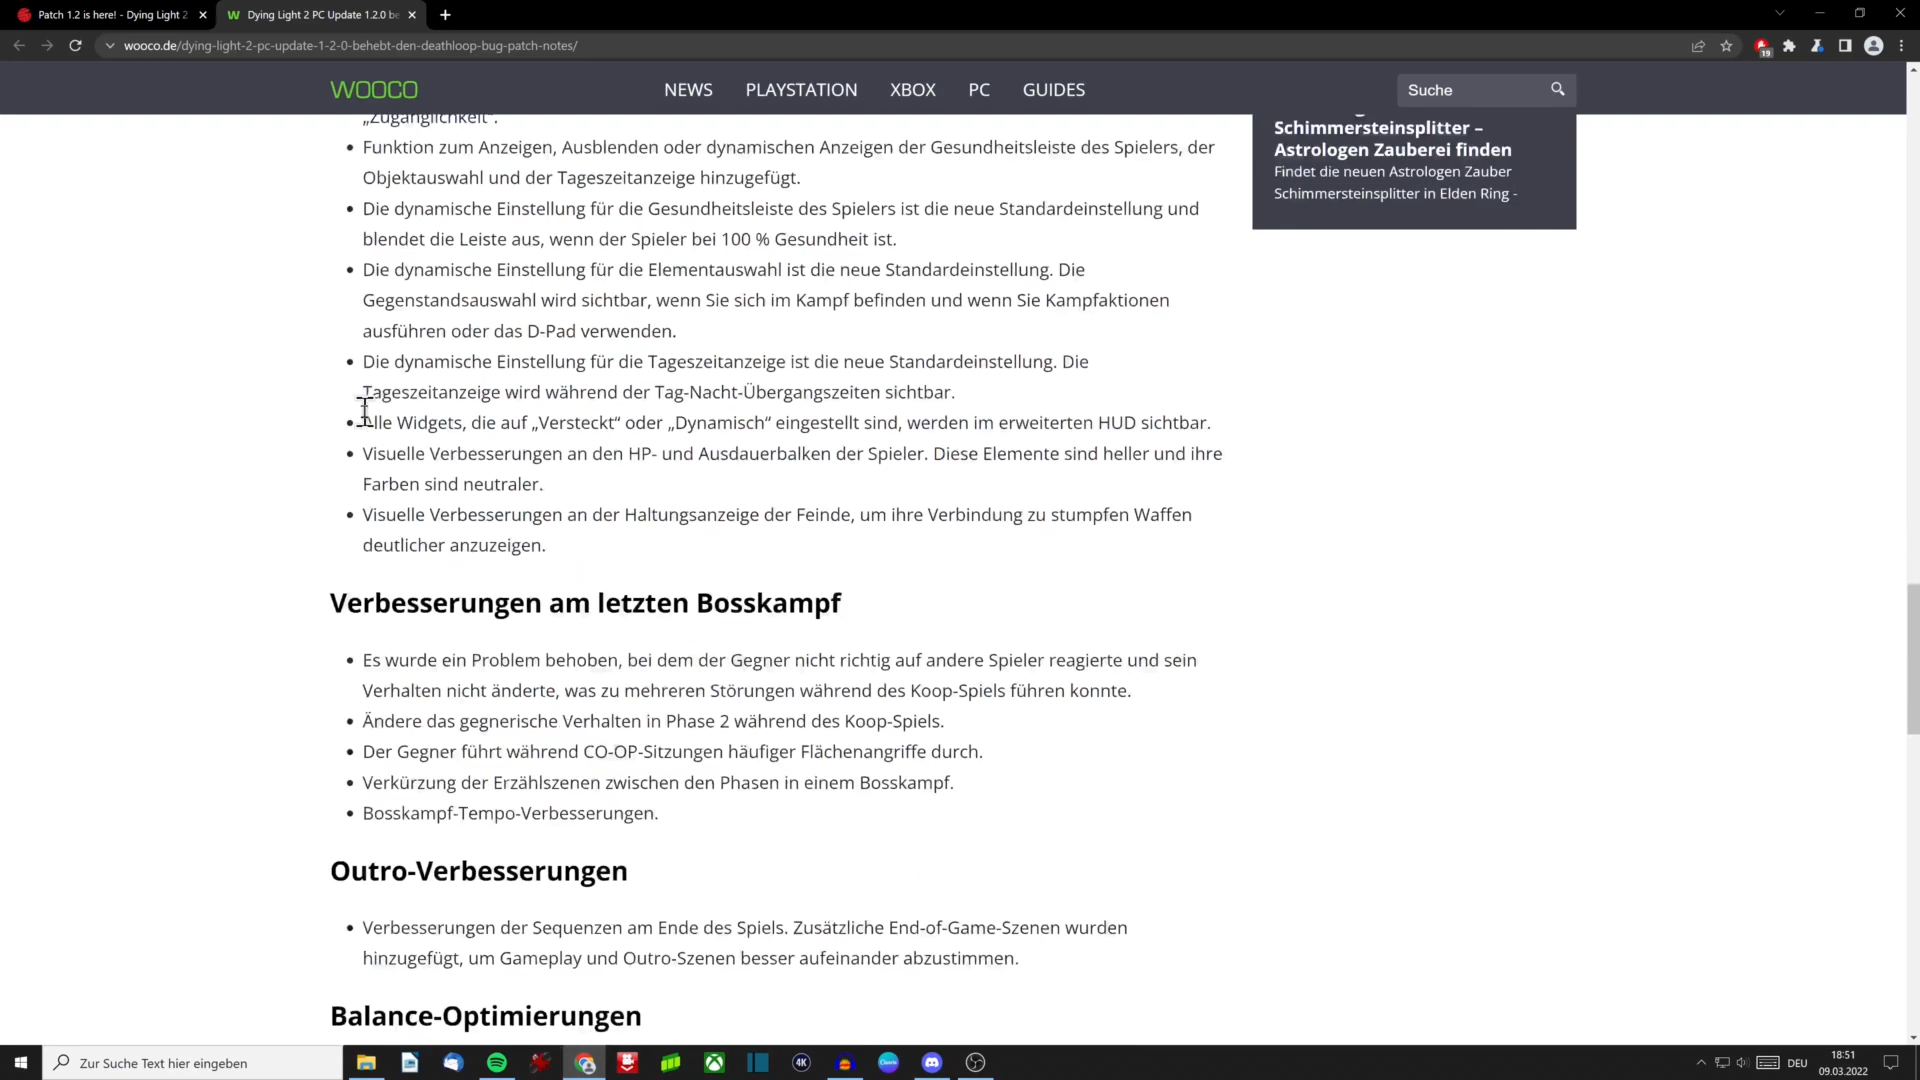 Patch 1.2 is here! - Dying Light 2
Dying Light 2 PC Update 1.2.0 be
wooco.de/dying-light-2-pc-update-1-2-0-behebt-den-deathloop-bug-patch-notes/
19
WOOCO
NEWS
PLAYSTATION
XBOX
PC
GUIDES
Suche
„Zugänglichkeit“.
Funktion zum Anzeigen, Ausblenden oder dynamischen Anzeigen der Gesundheitsleiste des Spielers, der
Objektauswahl und der Tageszeitanzeige hinzugefügt.
Die dynamische Einstellung für die Gesundheitsleiste des Spielers ist die neue Standardeinstellung und
blendet die Leiste aus, wenn der Spieler bei 100 % Gesundheit ist.
Die dynamische Einstellung für die Elementauswahl ist die neue Standardeinstellung. Die
Gegenstandsauswahl wird sichtbar, wenn Sie sich im Kampf befinden und wenn Sie Kampfaktionen
ausführen oder das D-Pad verwenden.
Die dynamische Einstellung für die Tageszeitanzeige ist die neue Standardeinstellung. Die
Tageszeitanzeige wird während der Tag-Nacht-Übergangszeiten sichtbar.
Alle Widgets, die auf „Versteckt“ oder „Dynamisch“ eingestellt sind, werden im erweiterten HUD sichtbar.
Visuelle Verbesserungen an den HP- und Ausdauerbalken der Spieler. Diese Elemente sind heller und ihre
Farben sind neutraler.
Visuelle Verbesserungen an der Haltungsanzeige der Feinde, um ihre Verbindung zu stumpfen Waffen
deutlicher anzuzeigen.
Verbesserungen am letzten Bosskampf
Es wurde ein Problem behoben, bei dem der Gegner nicht richtig auf andere Spieler reagierte und sein
Verhalten nicht änderte, was zu mehreren Störungen während des Koop-Spiels führen konnte.
Ändere das gegnerische Verhalten in Phase 2 während des Koop-Spiels.
Der Gegner führt während CO-OP-Sitzungen häufiger Flächenangriffe durch.
Verkürzung der Erzählszenen zwischen den Phasen in einem Bosskampf.
Bosskampf-Tempo-Verbesserungen.
Outro-Verbesserungen
Verbesserungen der Sequenzen am Ende des Spiels. Zusätzliche End-of-Game-Szenen wurden
hinzugefügt, um Gameplay und Outro-Szenen besser aufeinander abzustimmen.
Balance-Optimierungen
Schimmersteinsplitter –
Astrologen Zauberei finden
Findet die neuen Astrologen Zauber
Schimmersteinsplitter in Elden Ring -
Zur Suche Text hier eingeben
4K
DEU
18:51
09.03.2022